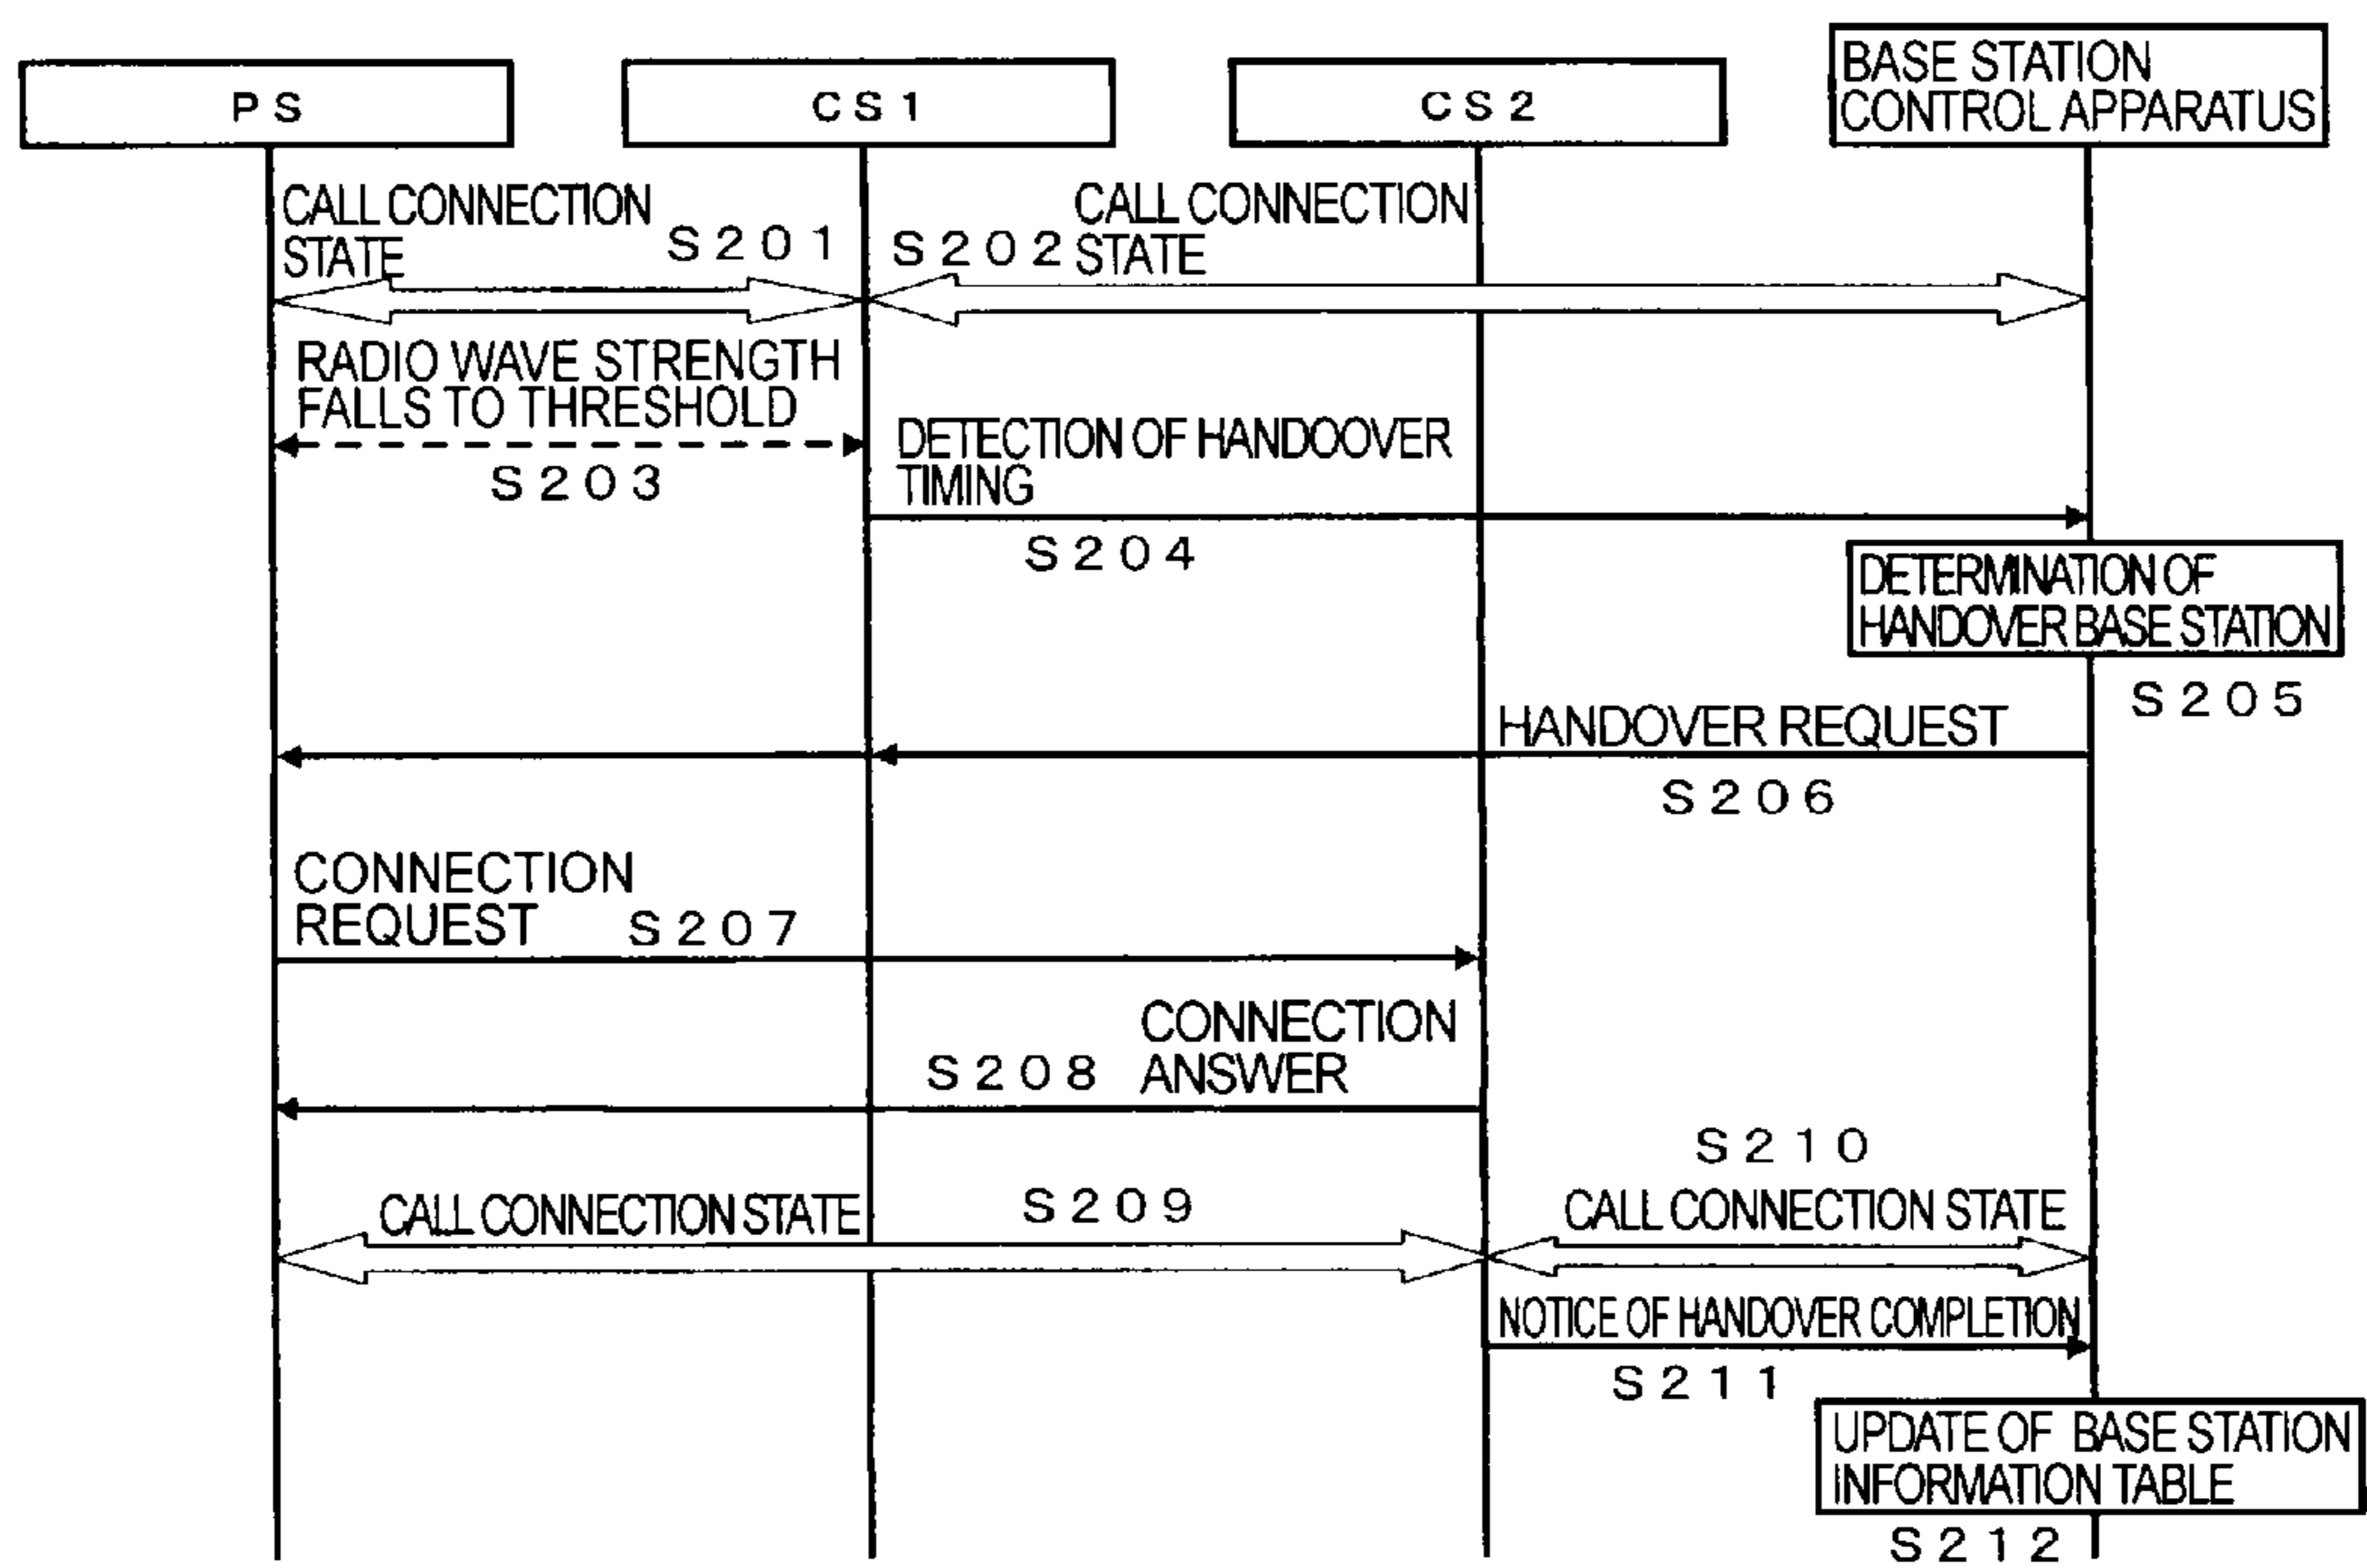 PS
CS1
CS2
BASE STATION
CONTROL APPARATUS
CALL CONNECTION
STATE
S201
S202
CALL CONNECTION
STATE
RADIO WAVE STRENGTH
FALLS TO THRESHOLD
S203
DETECTION OF HANDOOVER
TIMING
S204
DETERMINATION OF
HANDOVER BASE STATION
S205
HANDOVER REQUEST
S206
CONNECTION
REQUEST
S207
CONNECTION
ANSWER
S208
CALL CONNECTION STATE
S209
S210
CALL CONNECTION STATE
NOTICE OF HANDOVER COMPLETION
S211
UPDATE OF BASE STATION
INFORMATION TABLE
S212